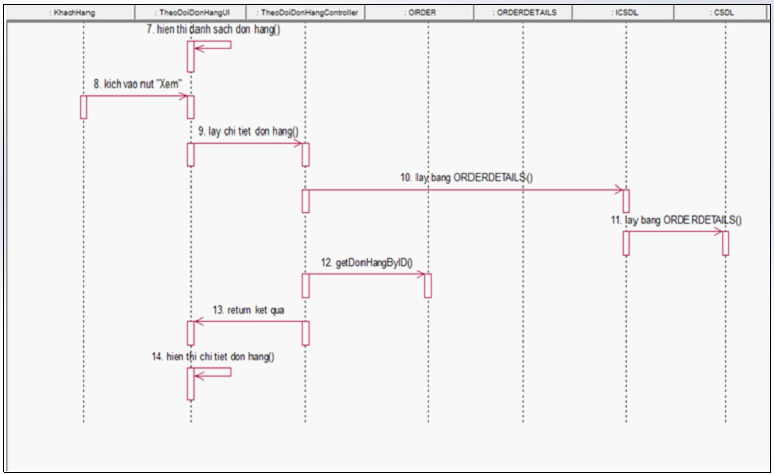 : KhachHang
: TheoDoiDonHangUI
: TheoDoiDonHangController
: ORDER
: ORDERDETAILS
: ICSDL
: CSDL
7. hien thi danh sach don hang()
8. kich vao nut "Xem"
9. lay chi tiet don hang()
10. lay bang ORDERDETAILS()
11. lay bang ORDERDETAILS()
12. getDonHangByID()
13. return ket qua
14. hien thi chi tiet don hang()